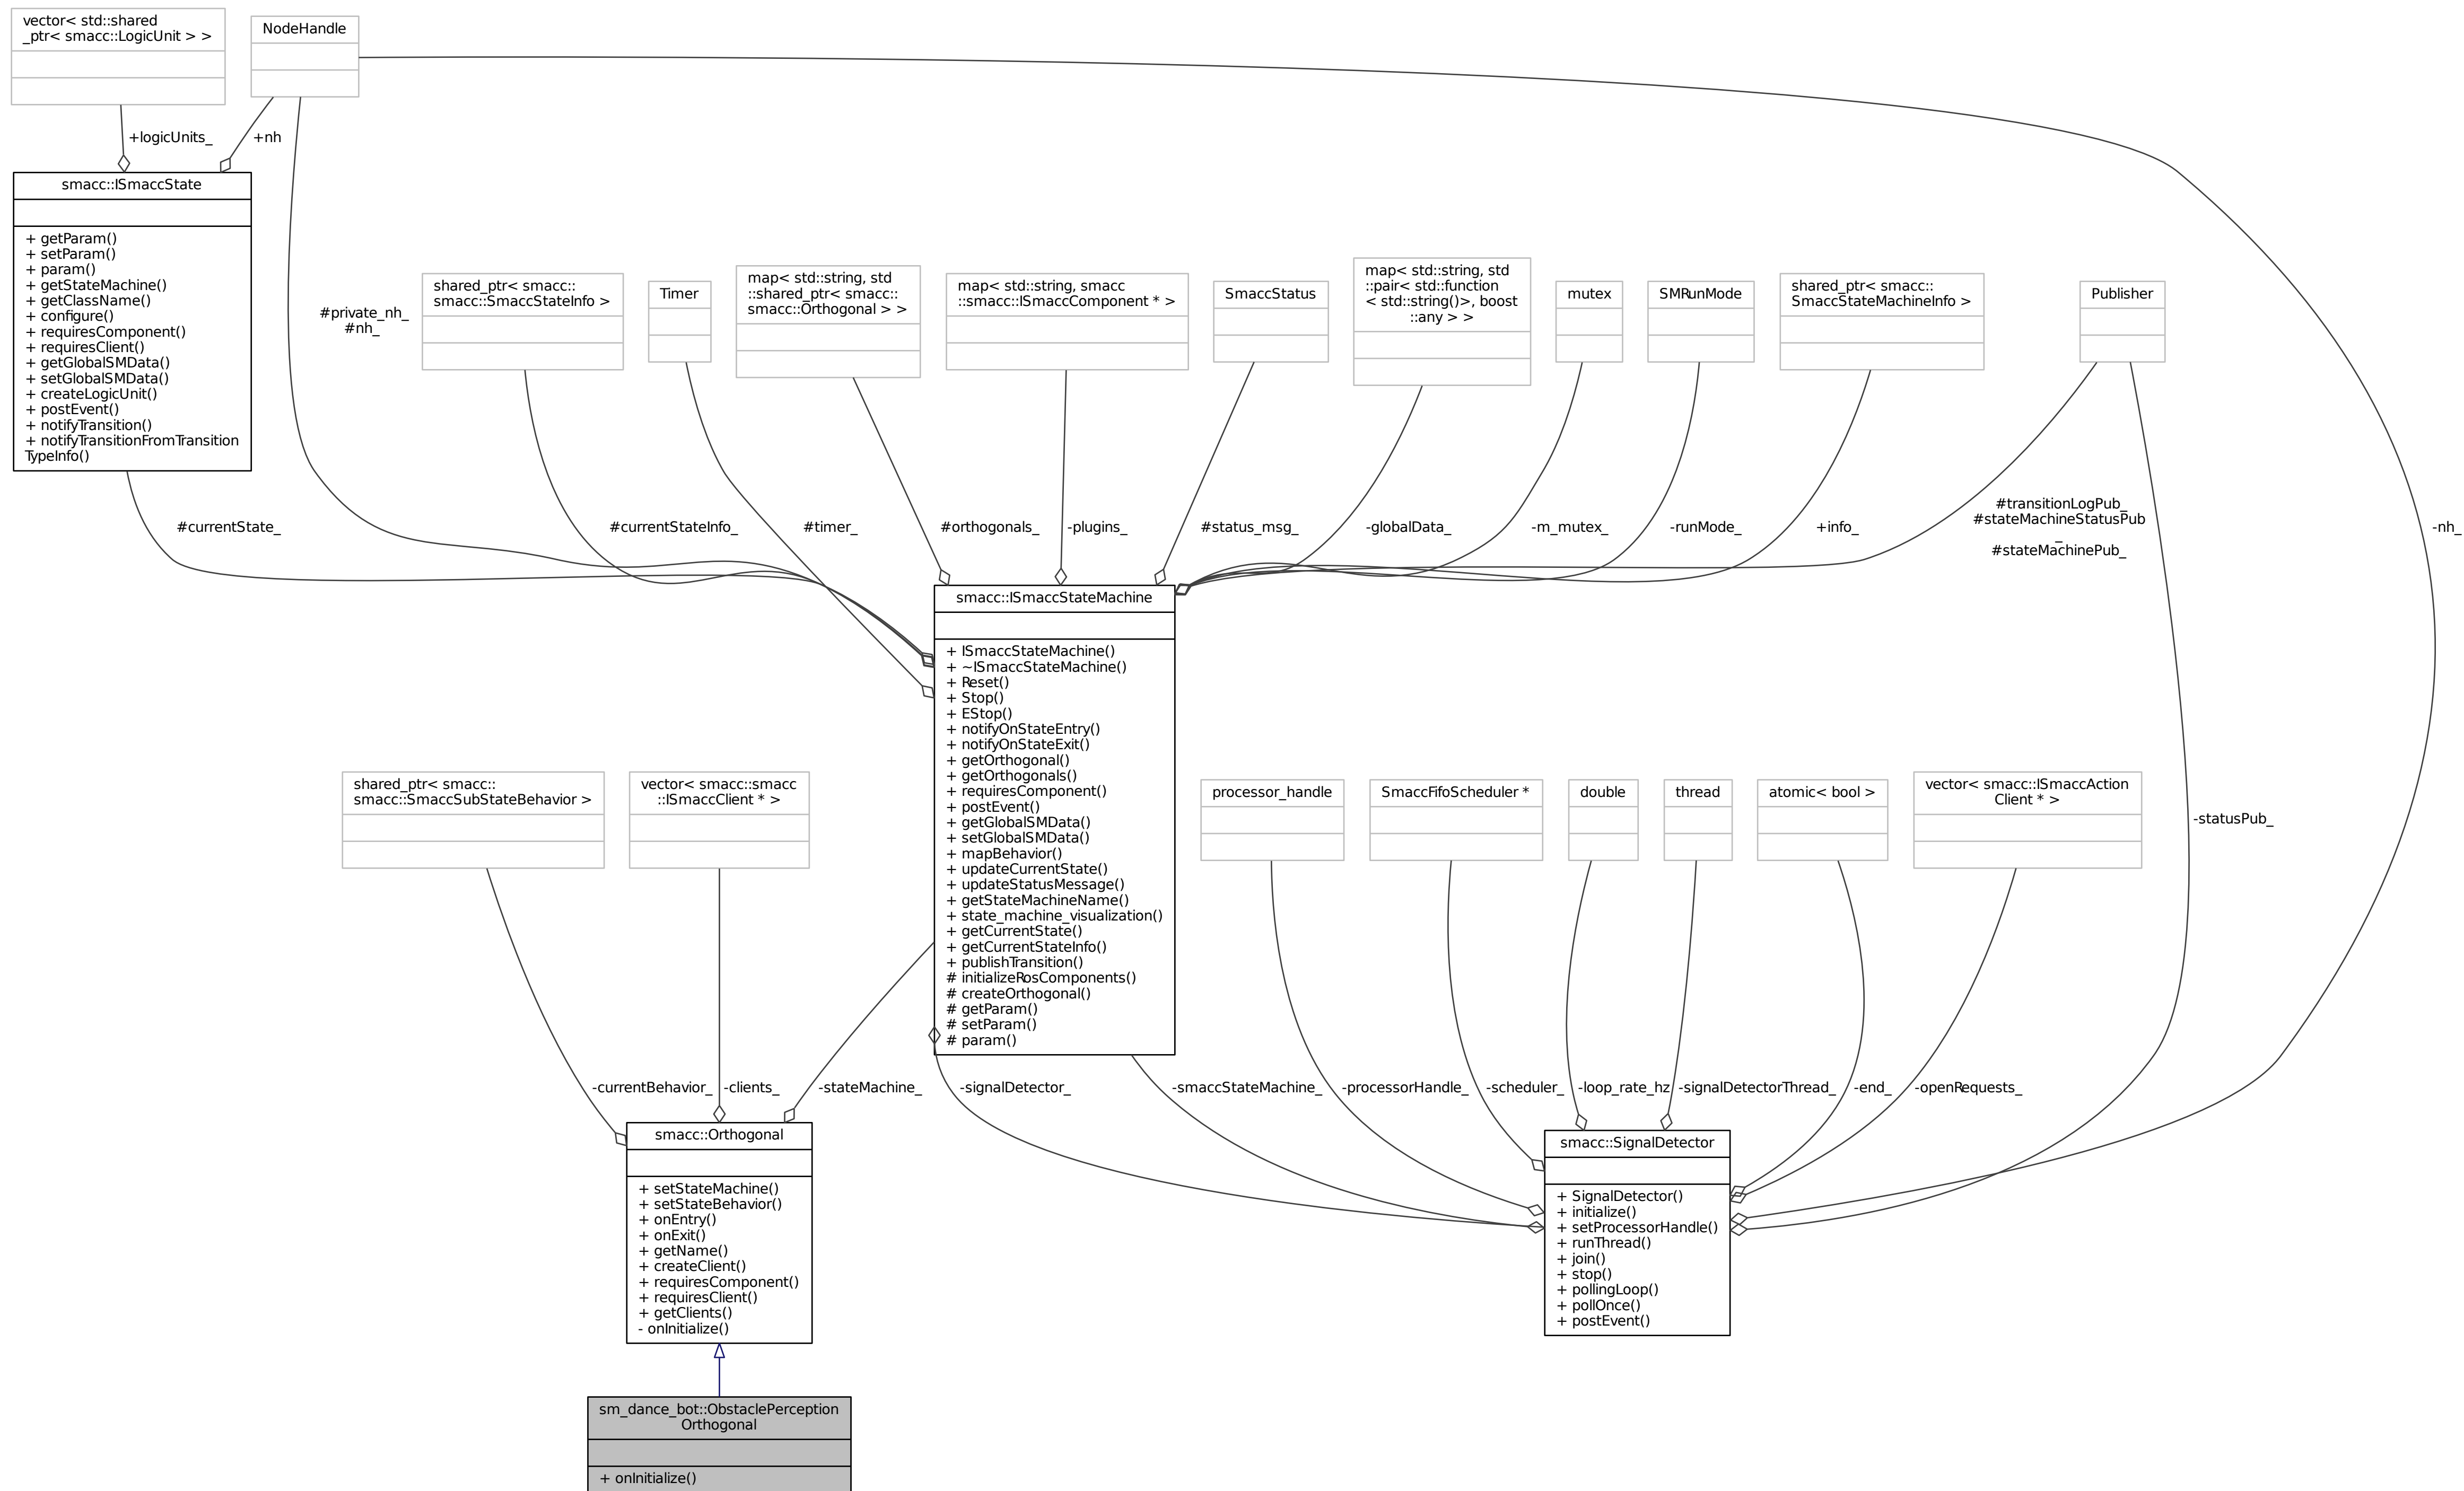 vector< std::shared
_ptr< smacc::LogicUnit > >
NodeHandle
+logicUnits_
+nh
smacc::ISmaccState
+ getParam()
+ setParam()
+ param()
+ getStateMachine()
+ getClassName()
+ configure()
+ requiresComponent()
+ requiresClient()
+ getGlobalSMData()
+ setGlobalSMData()
+ createLogicUnit()
+ postEvent()
+ notifyTransition()
+ notifyTransitionFromTransition
TypeInfo()
#private_nh_
#nh_
shared_ptr< smacc::
smacc::SmaccStateInfo >
Timer
map< std::string, std
::shared_ptr< smacc::
smacc::Orthogonal > >
map< std::string, smacc
::smacc::ISmaccComponent * >
SmaccStatus
map< std::string, std
::pair< std::function
< std::string()>, boost
::any > >
mutex
SMRunMode
shared_ptr< smacc::
SmaccStateMachineInfo >
Publisher
#currentState_
#currentStateInfo_
#timer_
#orthogonals_
-plugins_
#status_msg_
-globalData_
-m_mutex_
-runMode_
+info_
#transitionLogPub_
#stateMachineStatusPub
_
#stateMachinePub_
-nh_
smacc::ISmaccStateMachine
+ ISmaccStateMachine()
+ ~ISmaccStateMachine()
+ Reset()
+ Stop()
+ EStop()
+ notifyOnStateEntry()
+ notifyOnStateExit()
+ getOrthogonal()
+ getOrthogonals()
+ requiresComponent()
+ postEvent()
+ getGlobalSMData()
+ setGlobalSMData()
+ mapBehavior()
+ updateCurrentState()
+ updateStatusMessage()
+ getStateMachineName()
+ state_machine_visualization()
+ getCurrentState()
+ getCurrentStateInfo()
+ publishTransition()
# initializeRosComponents()
# createOrthogonal()
# getParam()
# setParam()
# param()
shared_ptr< smacc::
smacc::SmaccSubStateBehavior >
vector< smacc::smacc
::ISmaccClient * >
processor_handle
SmaccFifoScheduler *
double
thread
atomic< bool >
vector< smacc::ISmaccAction
Client * >
-statusPub_
-currentBehavior_
-clients_
-stateMachine_
-signalDetector_
-smaccStateMachine_
-processorHandle_
-scheduler_
-loop_rate_hz
-signalDetectorThread_
-end_
-openRequests_
smacc::Orthogonal
+ setStateMachine()
+ setStateBehavior()
+ onEntry()
+ onExit()
+ getName()
+ createClient()
+ requiresComponent()
+ requiresClient()
+ getClients()
- onInitialize()
smacc::SignalDetector
+ SignalDetector()
+ initialize()
+ setProcessorHandle()
+ runThread()
+ join()
+ stop()
+ pollingLoop()
+ pollOnce()
+ postEvent()
sm_dance_bot::ObstaclePerception
Orthogonal
+ onInitialize()